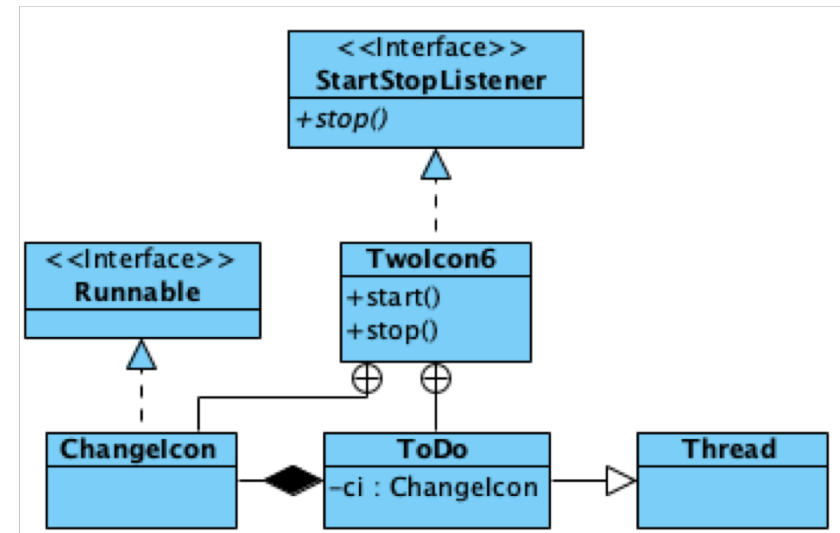 <<Interface>>
StartStopListener
+stop()
<<Interface>>
Runnable
TwoIcon6
+start()
+stop()
ChangeIcon
ToDo
-ci : ChangeIcon
Thread